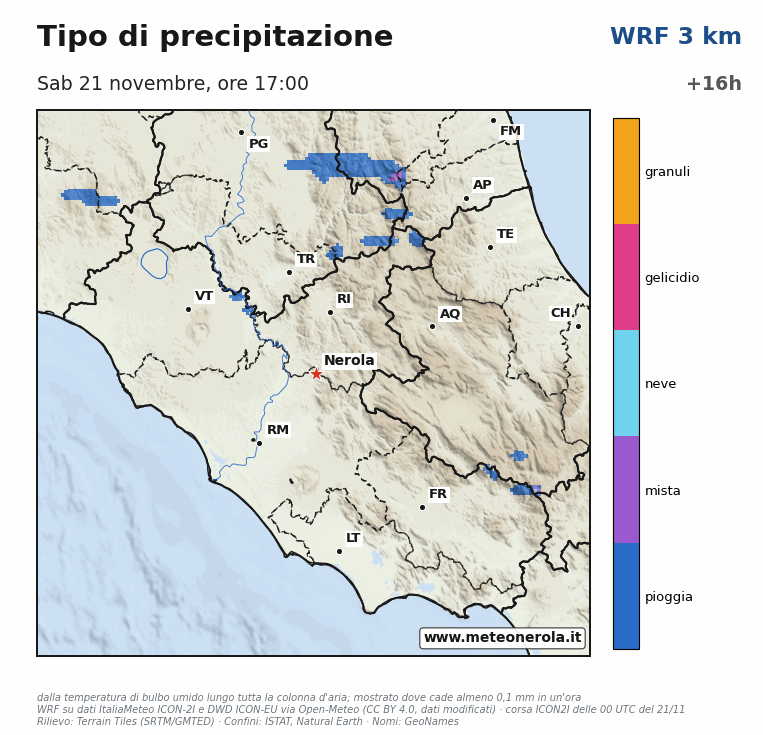 Tipo di precipitazione
WRF 3 km
Sab 21 novembre, ore 17:00
+16h
FM
PG
AP
TE
TR
VT
RI
AQ
CH
Nerola
RM
FR
LT
www.meteonerola.it
granuli
gelicidio
neve
mista
pioggia
dalla temperatura di bulbo umido lungo tutta la colonna d'aria; mostrato dove cade almeno 0,1 mm in un'ora
WRF su dati ItaliaMeteo ICON-2I e DWD ICON-EU via Open-Meteo (CC BY 4.0, dati modificati) · corsa ICON2I delle 00 UTC del 21/11
Rilievo: Terrain Tiles (SRTM/GMTED) · Confini: ISTAT, Natural Earth · Nomi: GeoNames